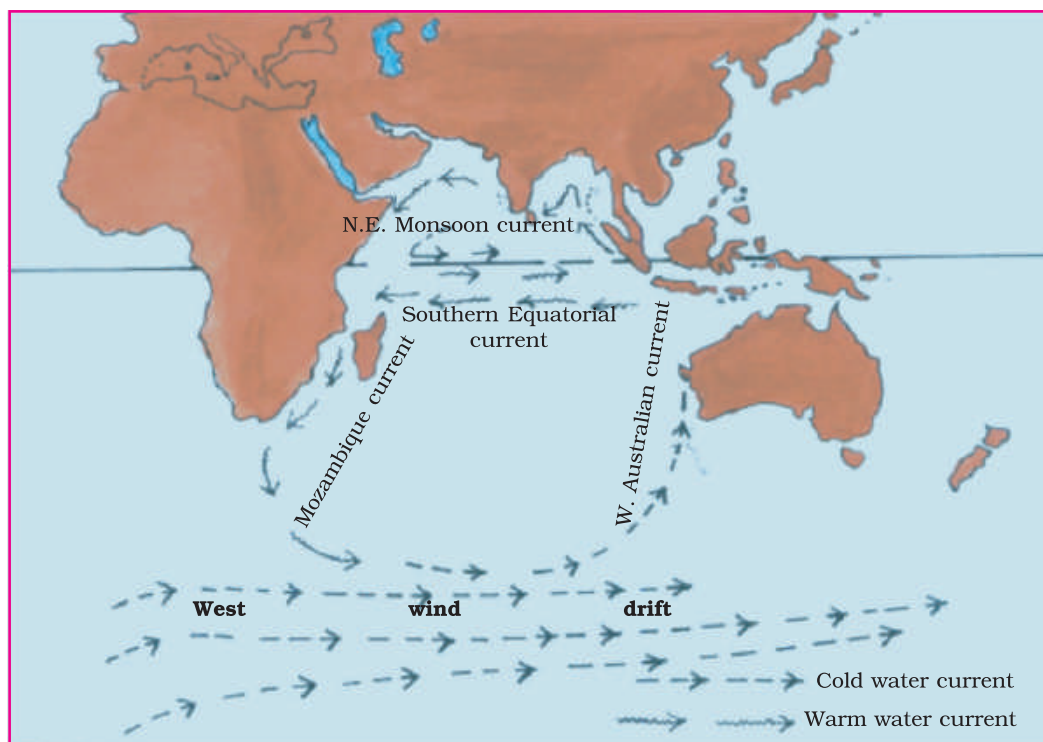 N.E. Monsoon current
Southern Equatorial
current
Mozambique current
W. Australian current
West wind drift
Cold water current
Warm water current